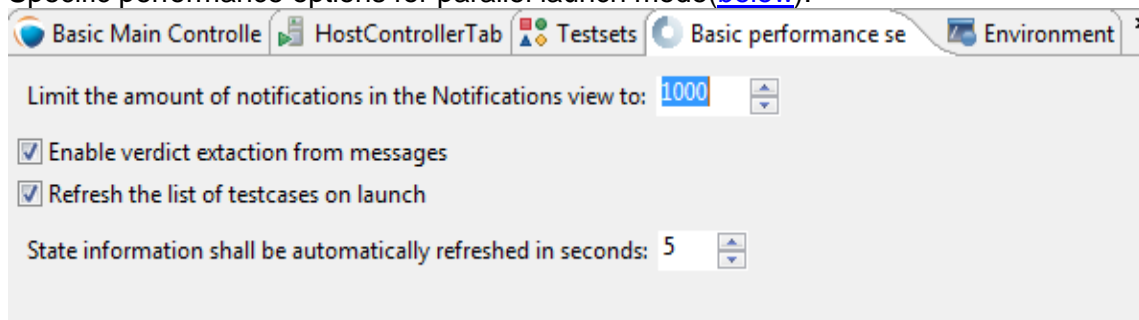 Specific performance options for parallel launch mode(below).
Basic Main Controlle HostControllerTab Testsets Basic performance se Environment
Limit the amount of notifications in the Notifications view to: 1000
Enable verdict extaction from messages
Refresh the list of testcases on launch
State information shall be automatically refreshed in seconds: 5